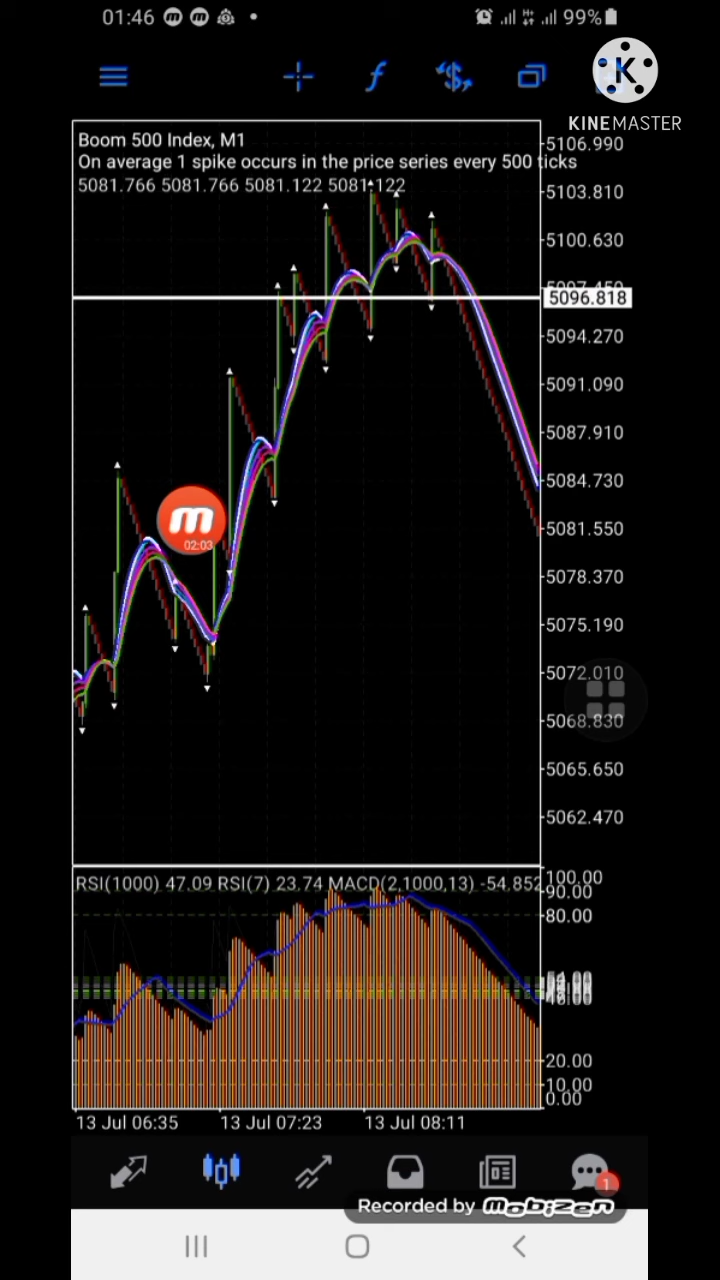 01:46
99%
K
KINEMASTER
Boom 500 Index, M1
On average 1 spike occurs in the price series every 500 ticks
5081.766 5081.766 5081.122 5081.122
5106.990
5103.810
5100.630
5096.818
5094.270
5091.090
5087.910
5084.730
5081.550
5078.370
5075.190
5072.010
5068.830
5065.650
5062.470
m
02:03
RSI(1000) 47.09 RSI(7) 23.74 MACD(2,1000,13) -54.852
100.00
90.00
80.00
20.00
10.00
0.00
13 Jul 06:35 13 Jul 07:23 13 Jul 08:11
1
Recorded by mobizen